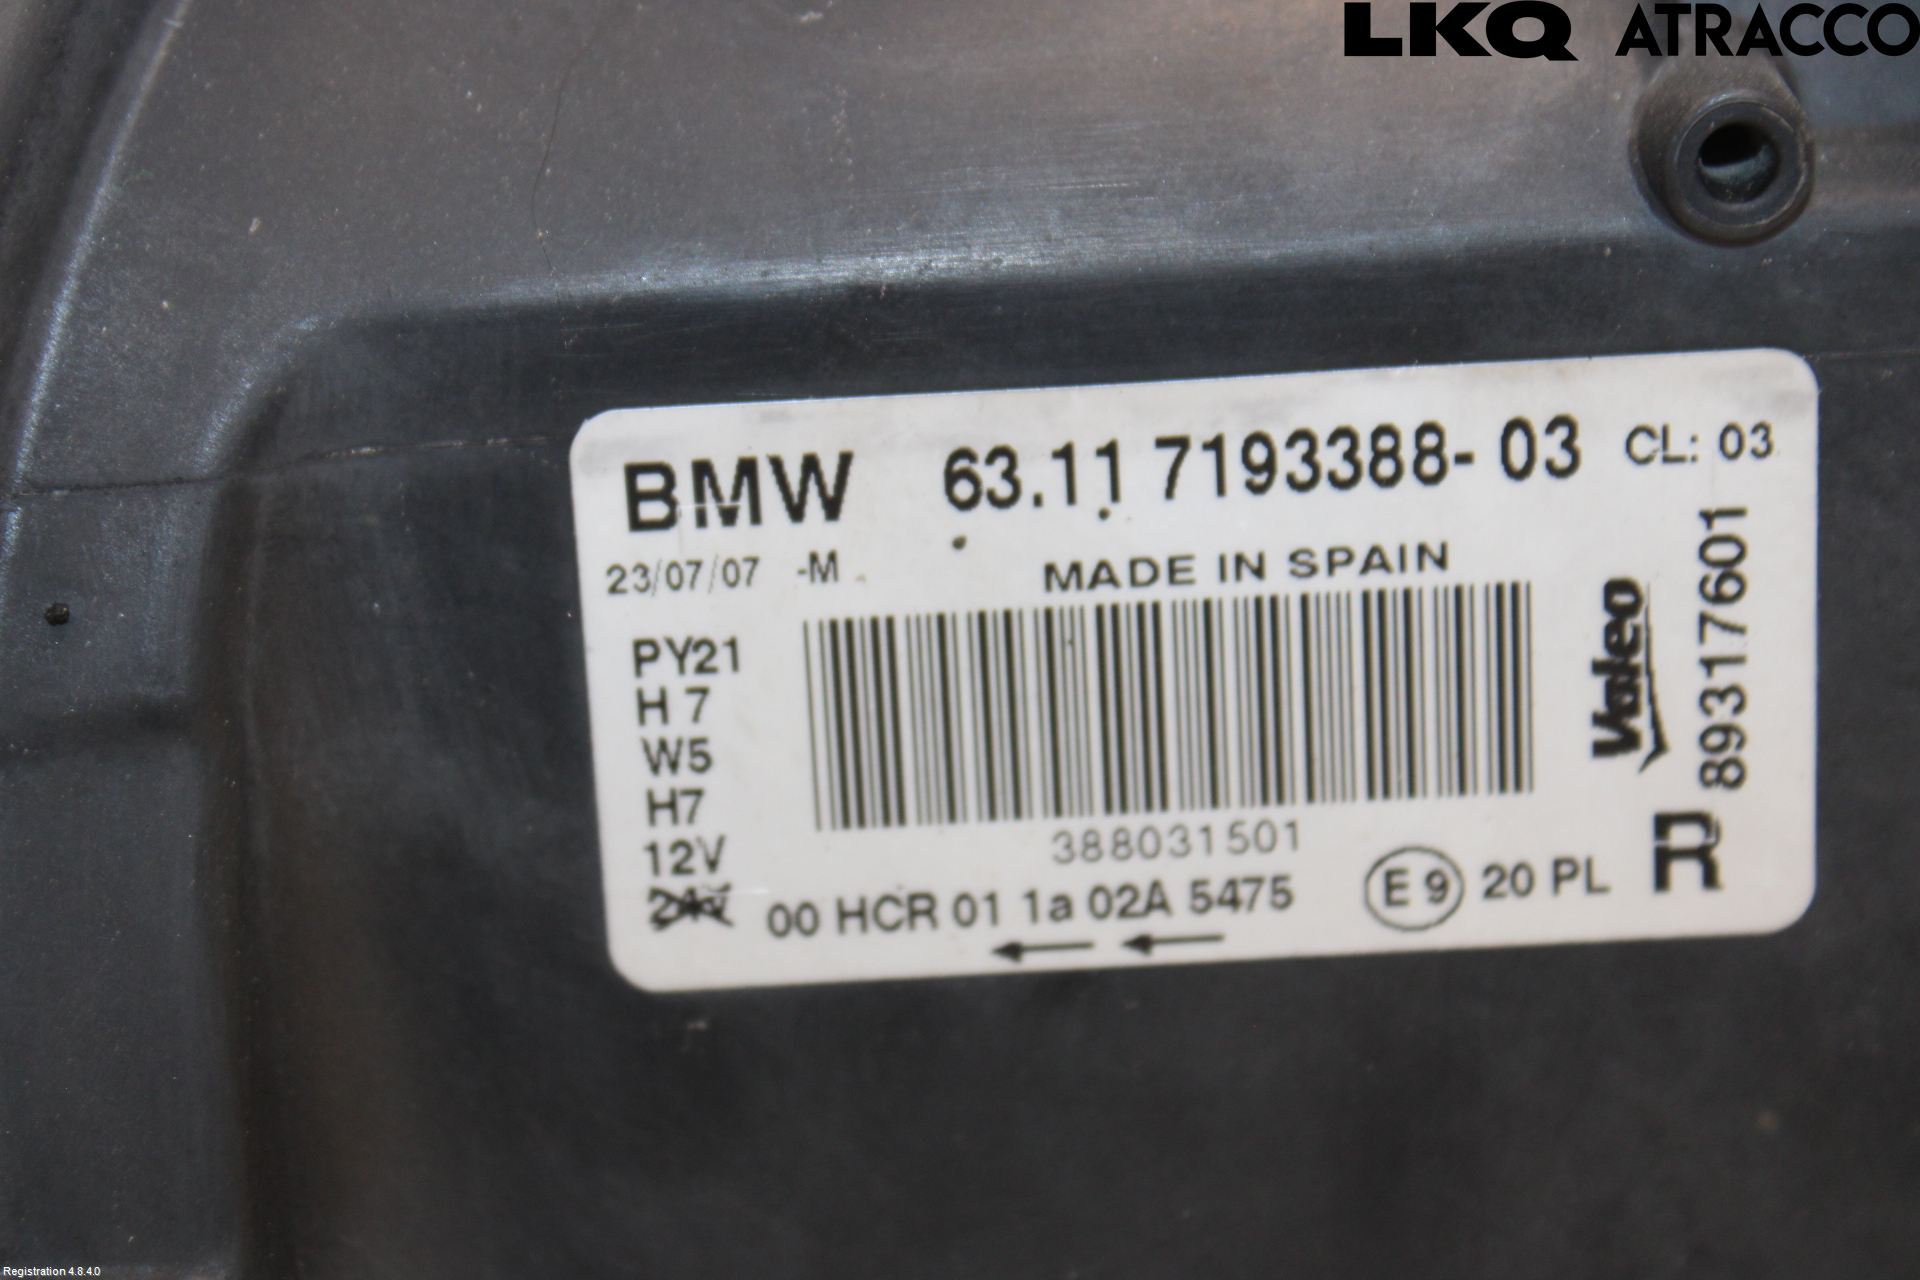 LKQ ATRACCO
BMW 63.11 7193388-03 CL: 03
23/07/07 -M
MADE IN SPAIN
PY21
H 7
W5
H7
12V
24V
388031501
00 HCR 01 1a 02A 5475
E 9 20 PL
Valeo
89317601
R
Registration 4.8.4.0